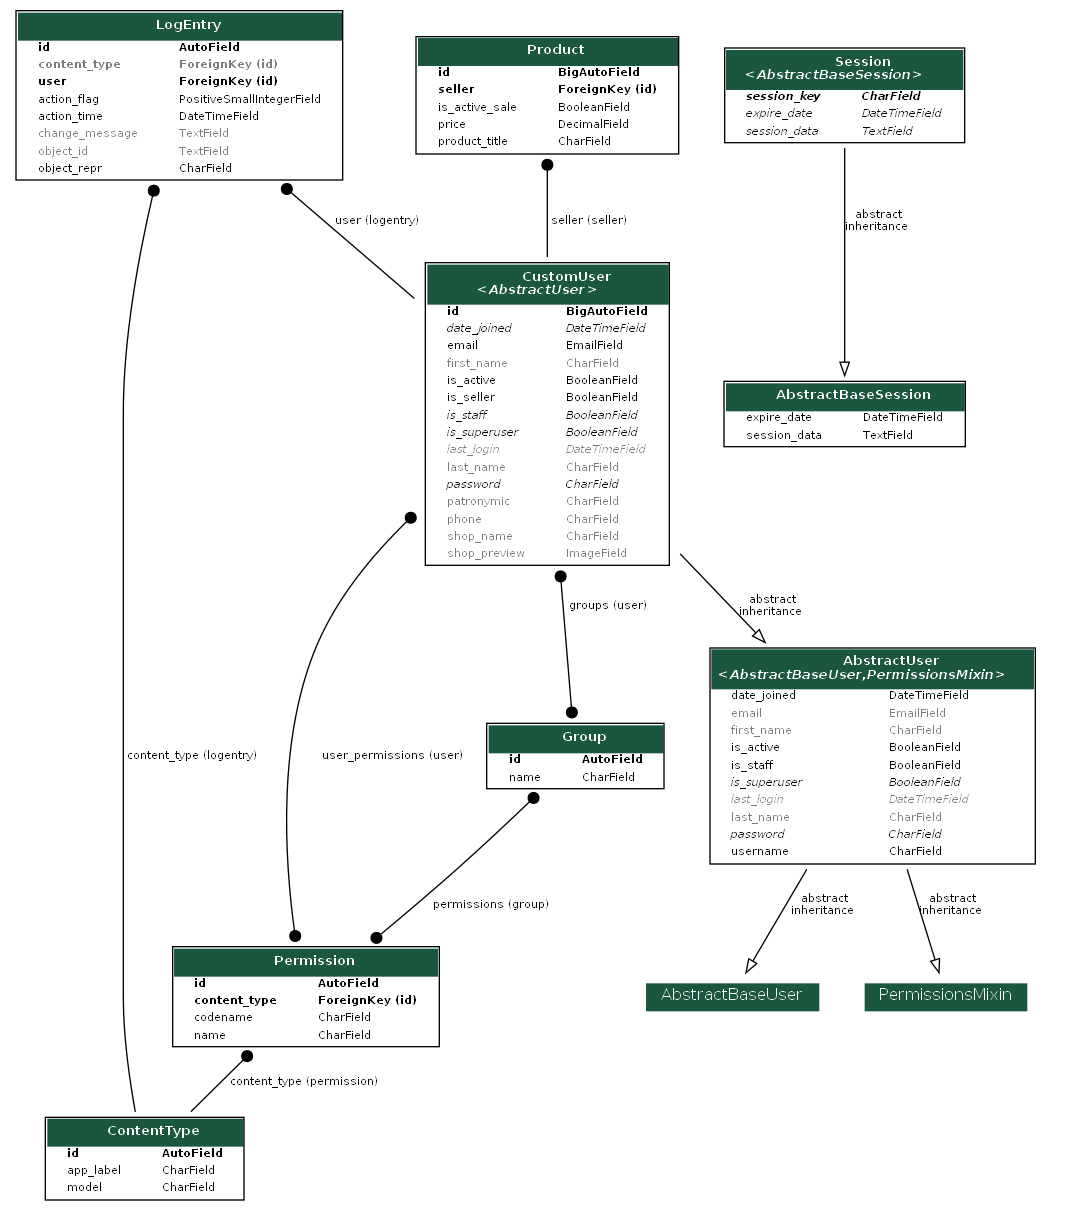 LogEntry
id AutoField
content_type ForeignKey (id)
user ForeignKey (id)
action_flag PositiveSmallIntegerField
action_time DateTimeField
change_message TextField
object_id TextField
object_repr CharField
Product
id BigAutoField
seller ForeignKey (id)
is_active_sale BooleanField
price DecimalField
product_title CharField
Session
<AbstractBaseSession>
session_key CharField
expire_date DateTimeField
session_data TextField
user (logentry)
seller (seller)
abstract
inheritance
CustomUser
<AbstractUser>
id BigAutoField
date_joined DateTimeField
email EmailField
first_name CharField
is_active BooleanField
is_seller BooleanField
is_staff BooleanField
is_superuser BooleanField
last_login DateTimeField
last_name CharField
password CharField
patronymic CharField
phone CharField
shop_name CharField
shop_preview ImageField
AbstractBaseSession
expire_date DateTimeField
session_data TextField
groups (user)
abstract
inheritance
AbstractUser
<AbstractBaseUser,PermissionsMixin>
date_joined DateTimeField
email EmailField
first_name CharField
is_active BooleanField
is_staff BooleanField
is_superuser BooleanField
last_login DateTimeField
last_name CharField
password CharField
username CharField
Group
id AutoField
name CharField
content_type (logentry)
user_permissions (user)
permissions (group)
abstract
inheritance
abstract
inheritance
AbstractBaseUser
PermissionsMixin
Permission
id AutoField
content_type ForeignKey (id)
codename CharField
name CharField
content_type (permission)
ContentType
id AutoField
app_label CharField
model CharField